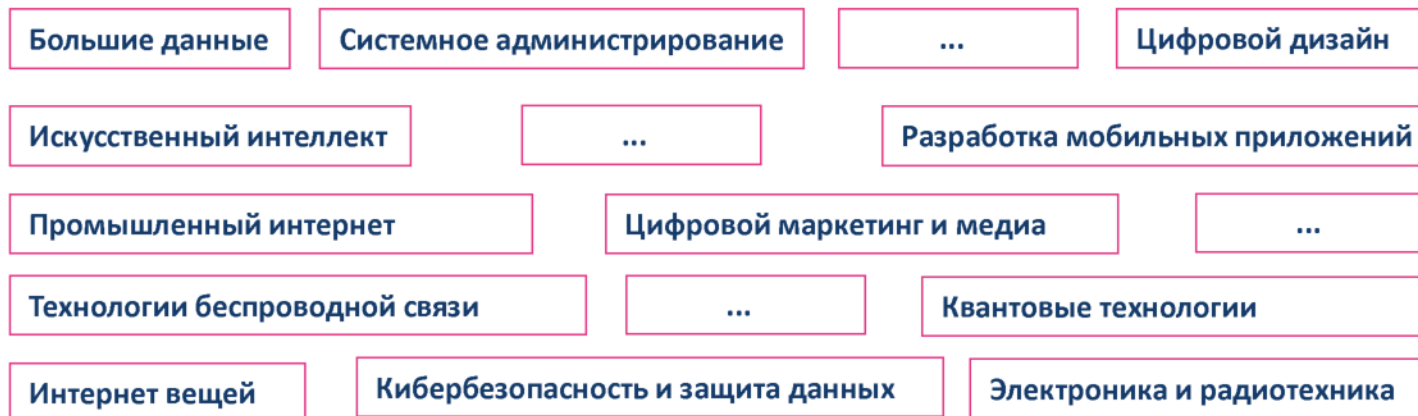 Большие данные Системное администрирование ... Цифровой дизайн
Искусственный интеллект ... Разработка мобильных приложений
Промышленный интернет Цифровой маркетинг и медиа ...
Технологии беспроводной связи ... Квантовые технологии
Интернет вещей Кибербезопасность и защита данных Электроника и радиотехника